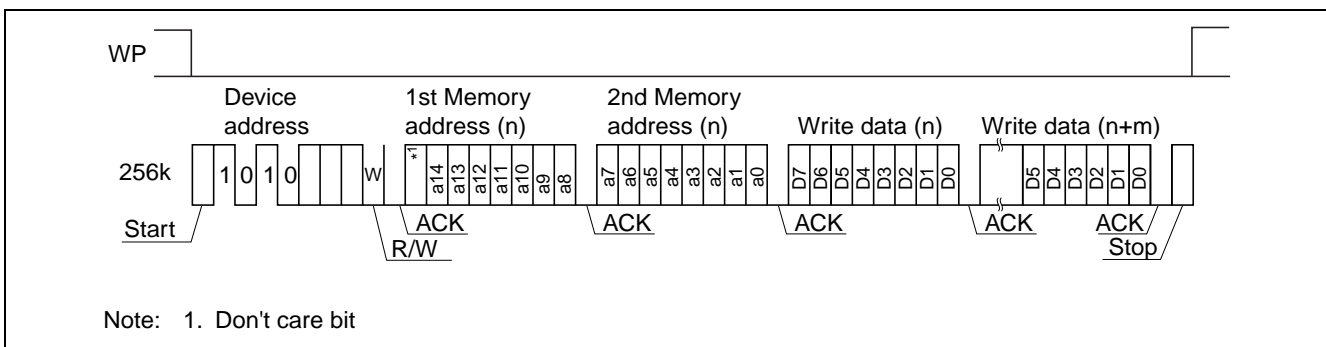 WP
Device 1st Memory 2nd Memory
address address (n) address (n) Write data (n) Write data (n+m)
256k 1 0 1 0 W *1 a14 a13 a12 a11 a10 a9 a8 a7 a6 a5 a4 a3 a2 a1 a0 D7 D6 D5 D4 D3 D2 D1 D0 D5 D4 D3 D2 D1 D0
Start ACK ACK ACK ACK ACK
R/W Stop
Note: 1. Don't care bit